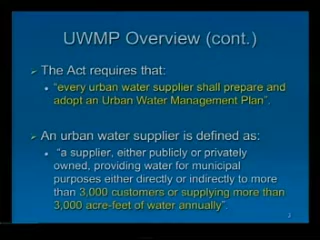 UWMP Overview (cont.)
➢ The Act requires that:
• "every urban water supplier shall prepare and
adopt an Urban Water Management Plan".
➢ An urban water supplier is defined as:
• "a supplier, either publicly or privately
owned, providing water for municipal
purposes either directly or indirectly to more
than 3,000 customers or supplying more than
3,000 acre-feet of water annually".
2